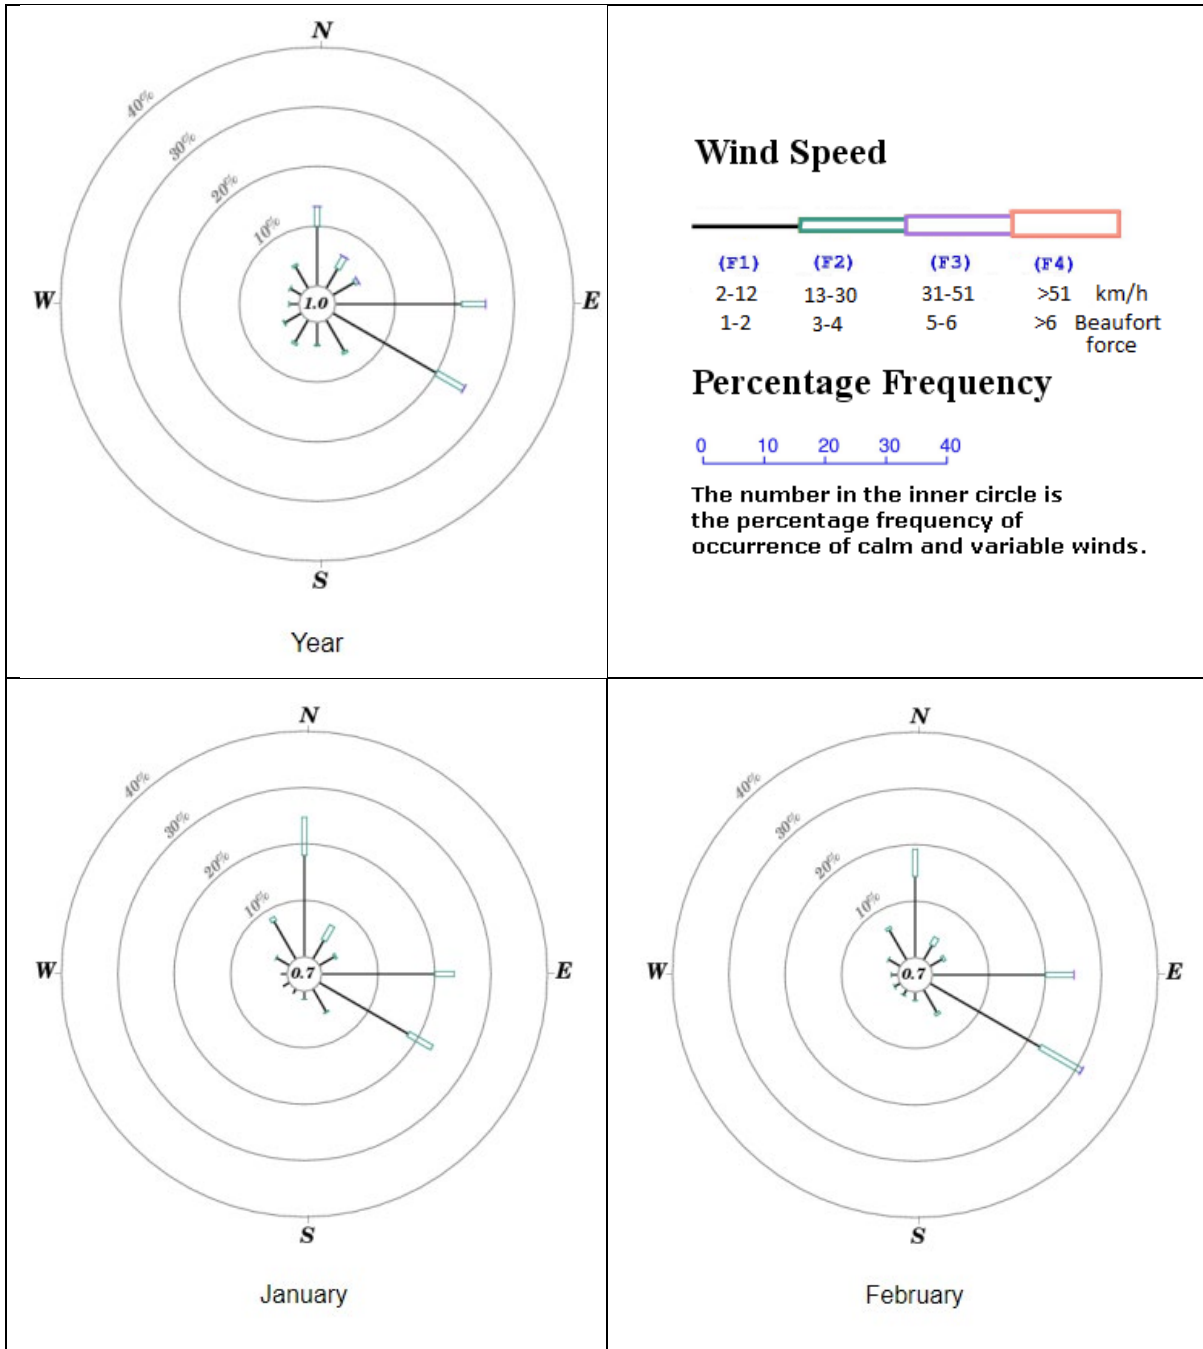 N
40%
30%
20%
10%
W
1.0
E
S
Year
Wind Speed
(F1) (F2) (F3) (F4)
2-12 13-30 31-51 >51 km/h
1-2 3-4 5-6 >6 Beaufort
force
Percentage Frequency
0 10 20 30 40
The number in the inner circle is
the percentage frequency of
occurrence of calm and variable winds.
N
40%
30%
20%
10%
W
0.7
E
S
January
N
40%
30%
20%
10%
W
0.7
E
S
February